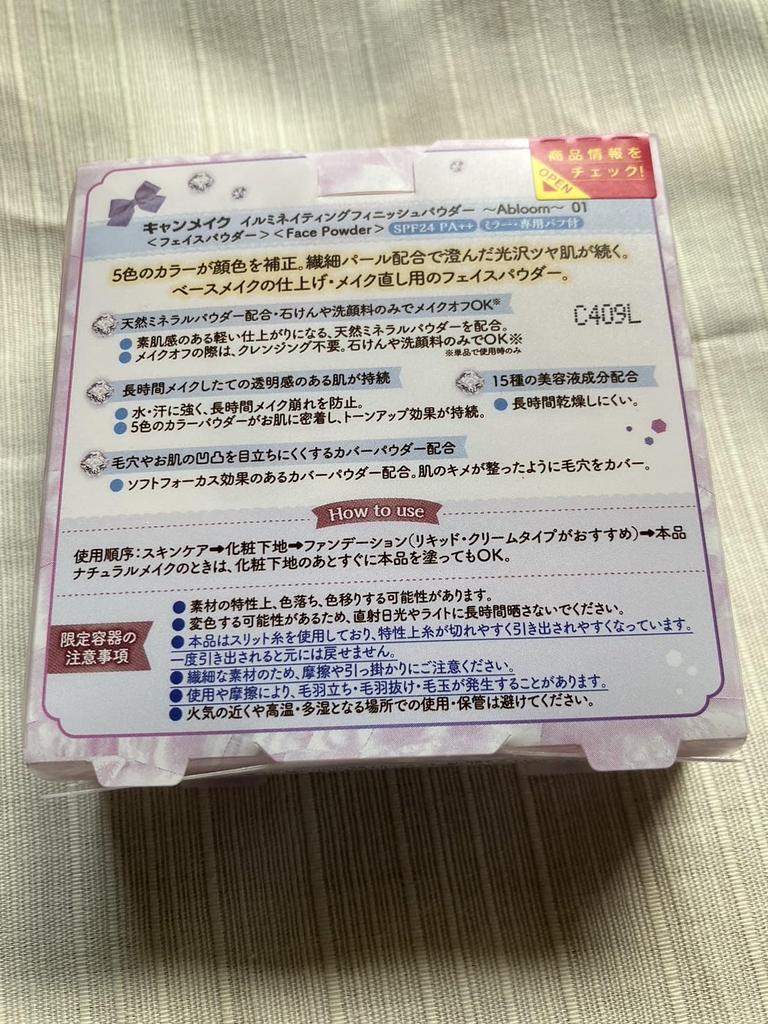 商品情報を
チェック!
OPEN
キャンメイク イルミネイティングフィニッシュパウダー ～Abloom～ 01
＜フェイスパウダー＞＜Face Powder＞ SPF24 PA++ ミラー・専用パフ付
5色のカラーが顔色を補正。繊細パール配合で澄んだ光沢ツヤ肌が続く。
ベースメイクの仕上げ・メイク直し用のフェイスパウダー。
天然ミネラルパウダー配合・石けんや洗顔料のみでメイクオフOK※
C409L
● 素肌感のある軽い仕上がりになる、天然ミネラルパウダーを配合。
● メイクオフの際は、クレンジング不要。石けんや洗顔料のみでOK※
※単品で使用時のみ
長時間メイクしたての透明感のある肌が持続
● 水・汗に強く、長時間メイク崩れを防止。
● 5色のカラーパウダーがお肌に密着し、トーンアップ効果が持続。
15種の美容液成分配合
● 長時間乾燥しにくい。
毛穴やお肌の凹凸を目立ちにくくするカバーパウダー配合
● ソフトフォーカス効果のあるカバーパウダー配合。肌のキメが整ったように毛穴をカバー。
How to use
使用順序：スキンケア➡化粧下地➡ファンデーション（リキッド・クリームタイプがおすすめ）➡本品
ナチュラルメイクのときは、化粧下地のあとすぐに本品を塗ってもOK。
限定容器の
注意事項
● 素材の特性上、色落ち、色移りする可能性があります。
● 変色する可能性があるため、直射日光やライトに長時間晒さないでください。
● 本品はスリット糸を使用しており、特性上糸が切れやすく引き出されやすくなっています。
一度引き出されると元には戻せません。
● 繊細な素材のため、摩擦や引っ掛かりにご注意ください。
● 使用や摩擦により、毛羽立ち・毛羽抜け・毛玉が発生することがあります。
● 火気の近くや高温・多湿となる場所での使用・保管は避けてください。